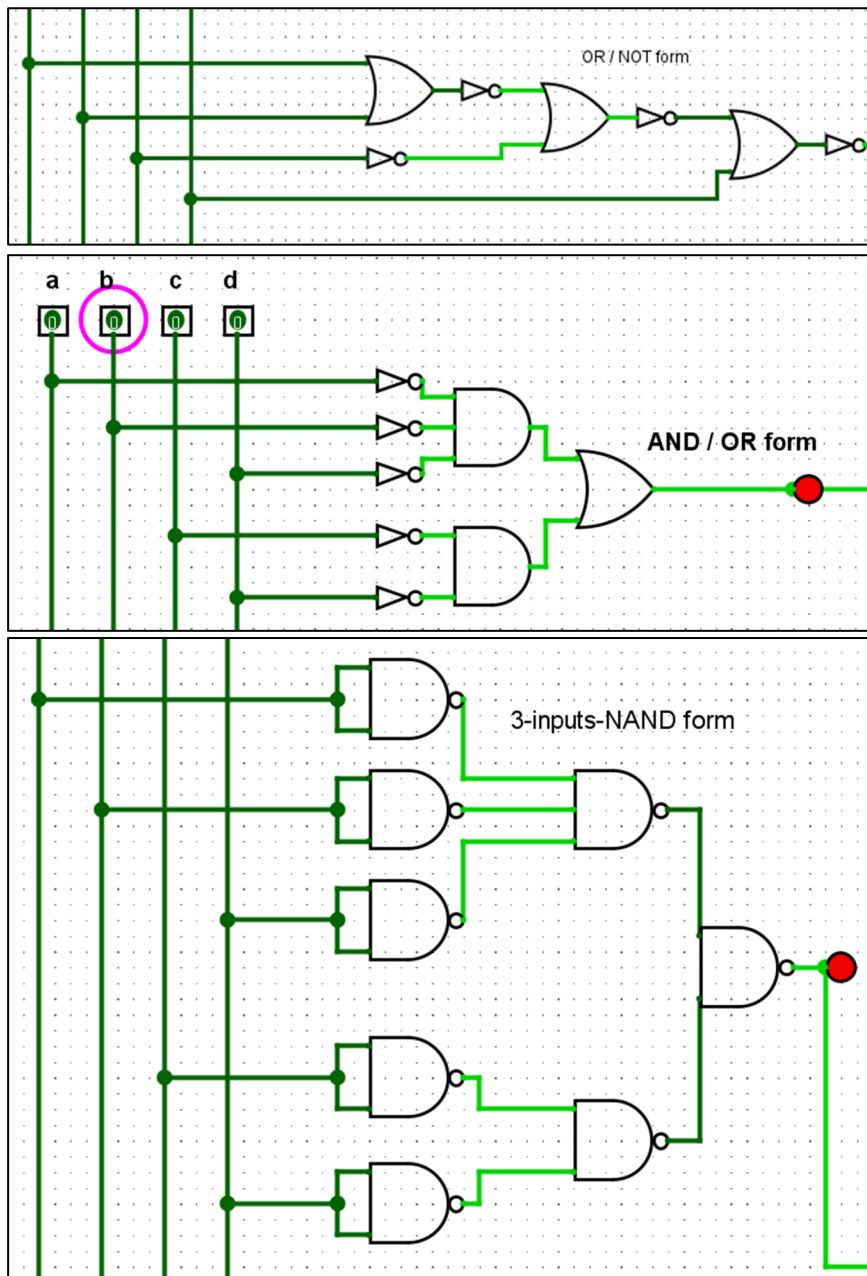 OR / NOT form
a b c d
0 0 0 0
AND / OR form
3-inputs-NAND form